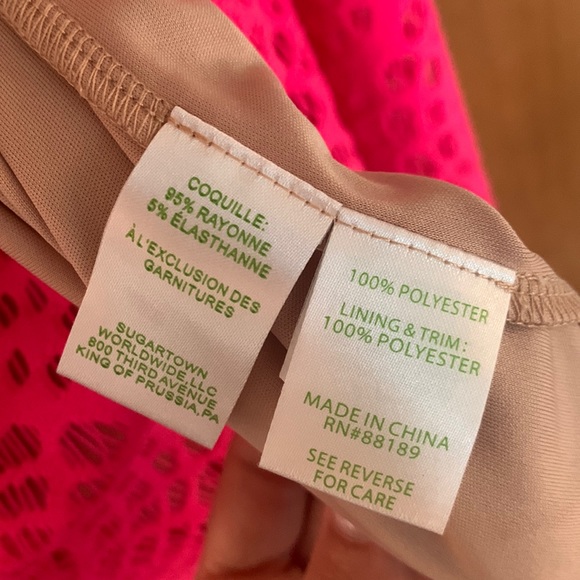 COQUILLE:
95% RAYONNE
5% ÉLASTHANNE
À L'EXCLUSION DES
GARNITURES
SUGARTOWN
WORLDWIDE,LLC
800 THIRD AVENUE
KING OF PRUSSIA,PA
100% POLYESTER
LINING & TRIM:
100% POLYESTER
MADE IN CHINA
RN#88189
SEE REVERSE
FOR CARE